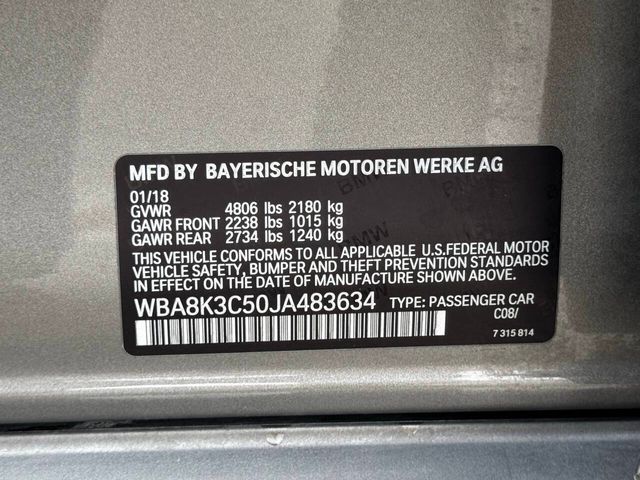 MFD BY BAYERISCHE MOTOREN WERKE AG
01/18
GVWR 4806 lbs 2180 kg
GAWR FRONT 2238 lbs 1015 kg
GAWR REAR 2734 lbs 1240 kg
THIS VEHICLE CONFORMS TO ALL APPLICABLE U.S.FEDERAL MOTOR
VEHICLE SAFETY, BUMPER AND THEFT PREVENTION STANDARDS
IN EFFECT ON THE DATE OF MANUFACTURE SHOWN ABOVE.
WBA8K3C50JA483634 TYPE: PASSENGER CAR
C08/
7 315 814